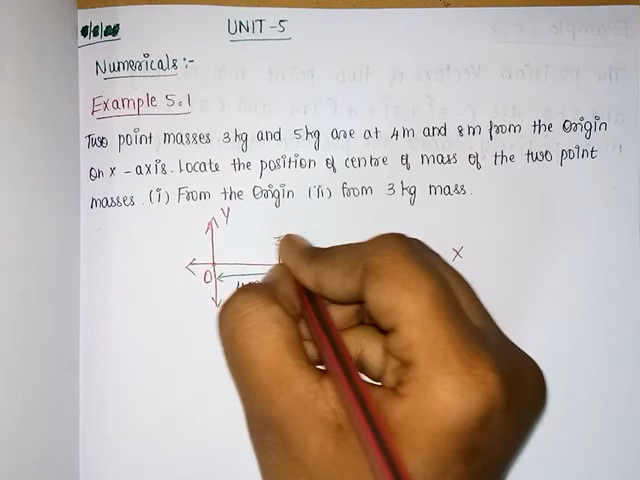 UNIT-5
Numericals:-
Example 5.1
Two point masses 3kg and 5kg are at 4m and 8m from the Origin
on x-axis. Locate the position of centre of mass of the two point
masses. (i) From the Origin (ii) from 3kg mass.
Y
X
O